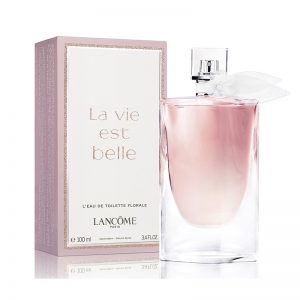 La vie
est
belle
L'EAU DE TOILETTE FLORALE
LANCÔME
PARIS
℮ 100 ml
3.4 FL.OZ.